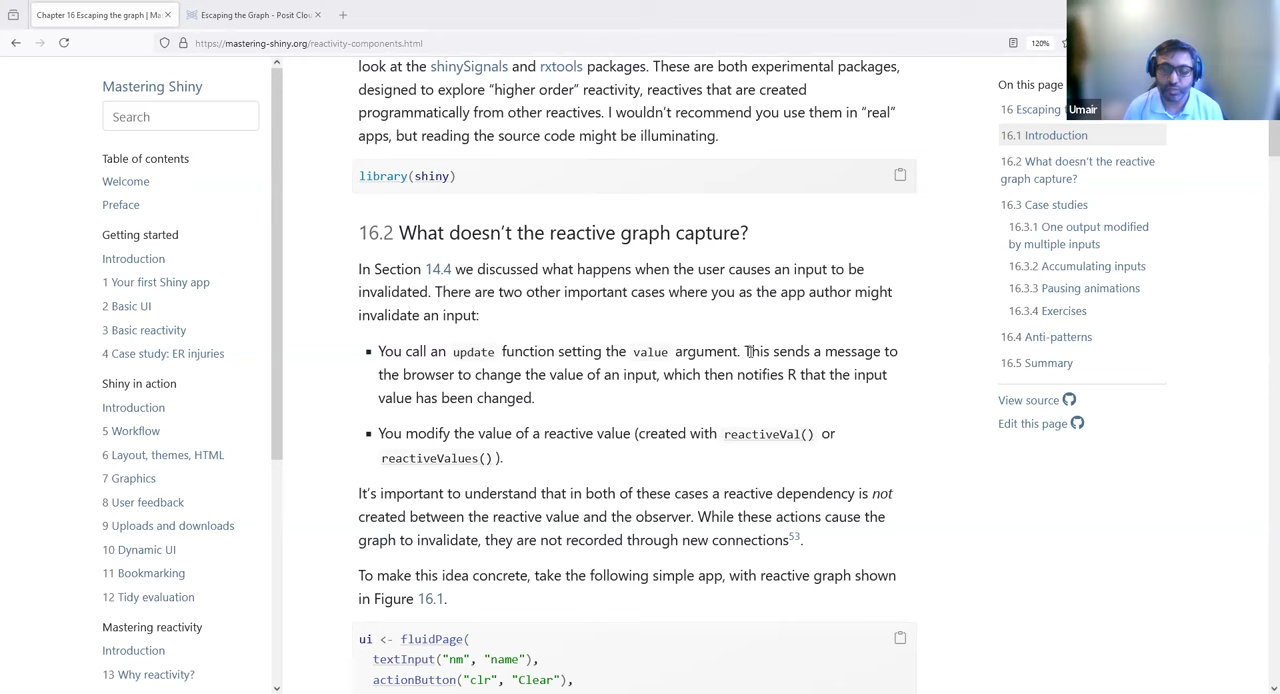 Chapter 16 Escaping the graph | Ma
Escaping the Graph - Posit Clou
https://mastering-shiny.org/reactivity-components.html
120%
Umair
Mastering Shiny
Search
Table of contents
Welcome
Preface
Getting started
Introduction
1 Your first Shiny app
2 Basic UI
3 Basic reactivity
4 Case study: ER injuries
Shiny in action
Introduction
5 Workflow
6 Layout, themes, HTML
7 Graphics
8 User feedback
9 Uploads and downloads
10 Dynamic UI
11 Bookmarking
12 Tidy evaluation
Mastering reactivity
Introduction
13 Why reactivity?
look at the shinySignals and rxtools packages. These are both experimental packages,
designed to explore “higher order” reactivity, reactives that are created
programmatically from other reactives. I wouldn’t recommend you use them in “real”
apps, but reading the source code might be illuminating.
library(shiny)
16.2 What doesn’t the reactive graph capture?
In Section 14.4 we discussed what happens when the user causes an input to be
invalidated. There are two other important cases where you as the app author might
invalidate an input:
▪ You call an update function setting the value argument. This sends a message to
the browser to change the value of an input, which then notifies R that the input
value has been changed.
▪ You modify the value of a reactive value (created with reactiveVal() or
reactiveValues()).
It’s important to understand that in both of these cases a reactive dependency is not
created between the reactive value and the observer. While these actions cause the
graph to invalidate, they are not recorded through new connections53.
To make this idea concrete, take the following simple app, with reactive graph shown
in Figure 16.1.
ui <- fluidPage(
textInput("nm", "name"),
actionButton("clr", "Clear"),
On this page
16 Escaping
16.1 Introduction
16.2 What doesn’t the reactive
graph capture?
16.3 Case studies
16.3.1 One output modified
by multiple inputs
16.3.2 Accumulating inputs
16.3.3 Pausing animations
16.3.4 Exercises
16.4 Anti-patterns
16.5 Summary
View source
Edit this page